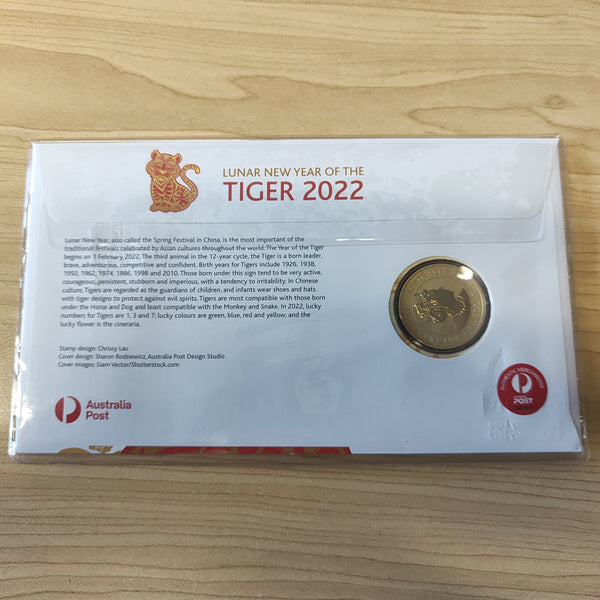 LUNAR NEW YEAR OF THE
TIGER 2022
Lunar New Year, also called the Spring Festival in China, is the most important of the
traditional festivals celebrated by Asian cultures throughout the world. The Year of the Tiger
begins on 1 February 2022. The third animal in the 12-year cycle, the Tiger is a born leader,
brave, adventurous, competitive and confident. Birth years for Tigers include 1926, 1938,
1950, 1962, 1974, 1986, 1998 and 2010. Those born under this sign tend to be very active,
courageous, persistent, stubborn and imperious, with a tendency to irritability. In Chinese
culture, Tigers are regarded as the guardians of children, and infants wear shoes and hats
with tiger designs to protect against evil spirits. Tigers are most compatible with those born
under the Horse and Dog and least compatible with the Monkey and Snake. In 2022, lucky
numbers for Tigers are 1, 3 and 7; lucky colours are green, blue, red and yellow; and the
lucky flower is the cineraria.
Stamp design: Chrissy Lau
Cover design: Sharon Rodziewicz, Australia Post Design Studio
Cover images: Siam Vector/Shutterstock.com
Australia
Post
AUTHENTIC MERCHANDISE
POST